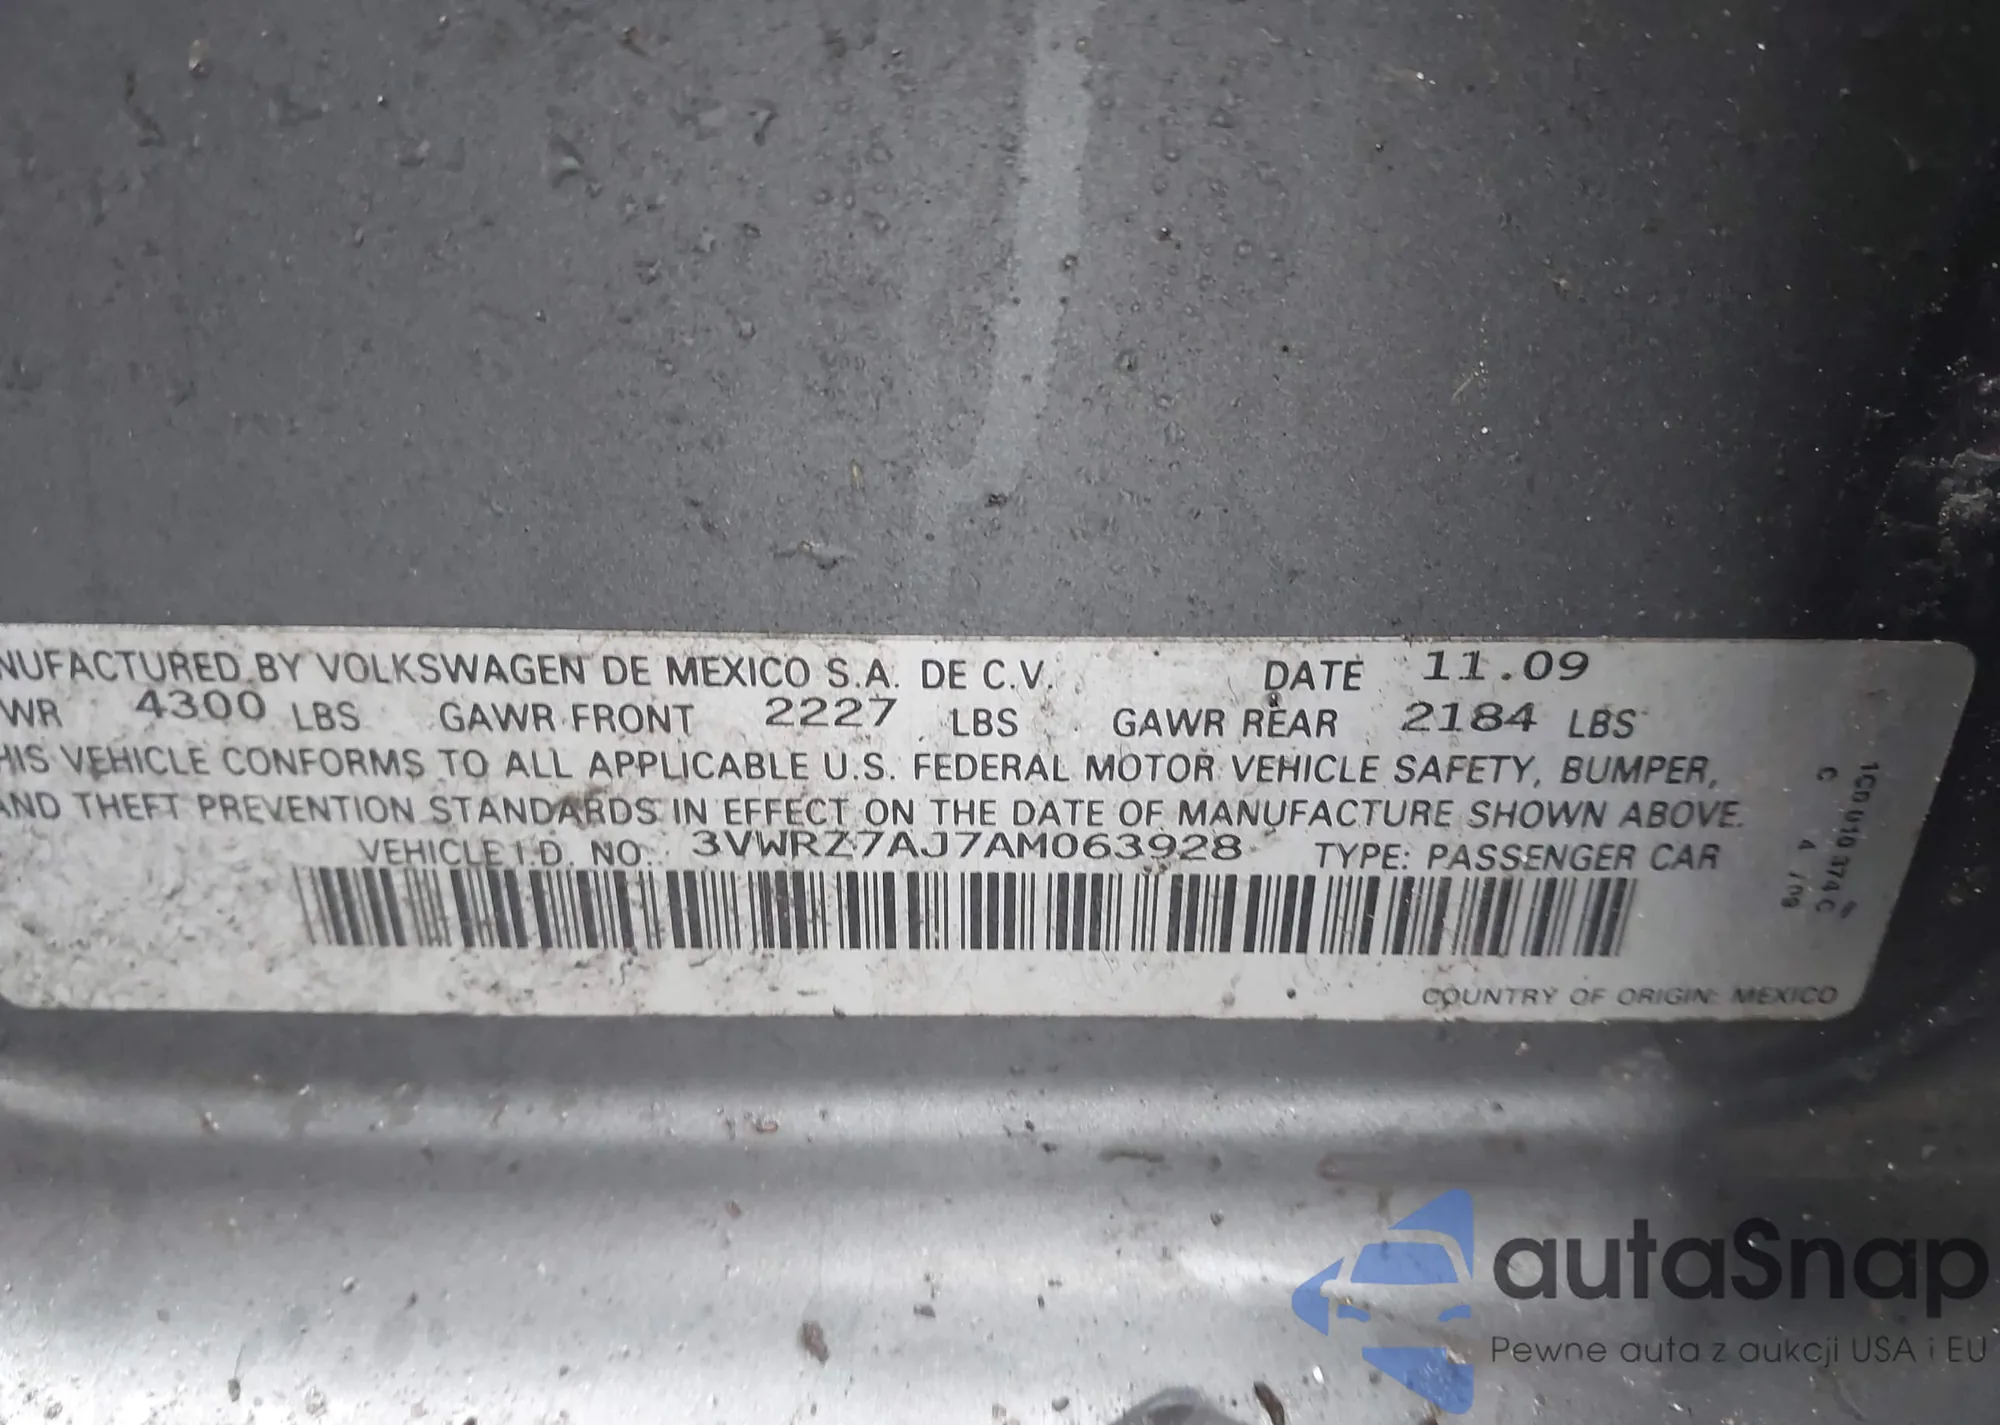 NUFACTURED BY VOLKSWAGEN DE MEXICO S.A. DE C.V. DATE 11.09
WR 4300 LBS GAWR FRONT 2227 LBS GAWR REAR 2184 LBS
HIS VEHICLE CONFORMS TO ALL APPLICABLE U.S. FEDERAL MOTOR VEHICLE SAFETY, BUMPER,
AND THEFT PREVENTION STANDARDS IN EFFECT ON THE DATE OF MANUFACTURE SHOWN ABOVE.
VEHICLE I.D. NO.: 3VWRZ7AJ7AM063928 TYPE: PASSENGER CAR
COUNTRY OF ORIGIN: MEXICO
autaSnap
Pewne auta z aukcji USA i EU